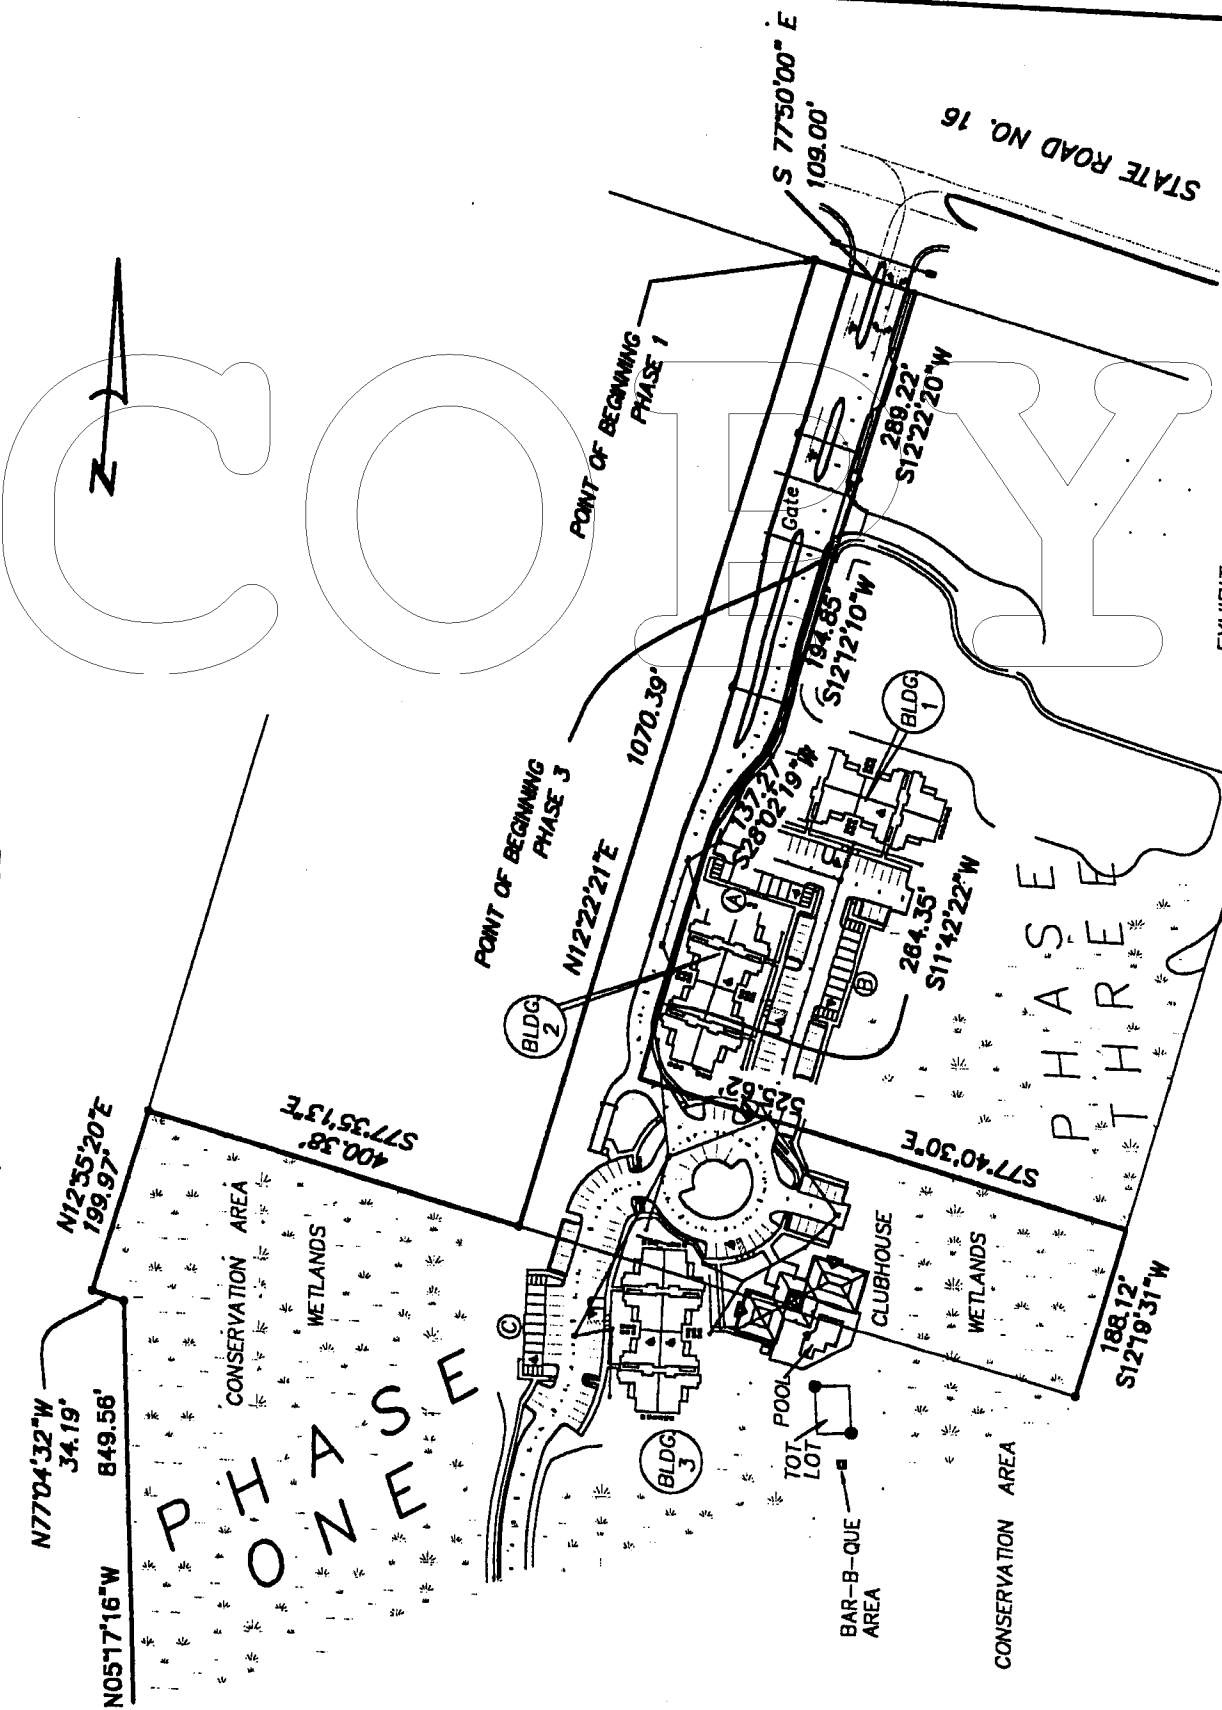 COPY
N
STATE ROAD NO. 16
S 77°50'00" E
109.00'
POINT OF BEGINNING
PHASE 1
289.22'
S12°22'20"W
Gate
194.85'
S12°12'10"W
1070.39'
N12°22'21"E
POINT OF BEGINNING
PHASE 3
137.27
S28°02'19"W
BLDG.
1
BLDG.
2
A
B
264.35'
S11°42'22"W
PHASE
THREE
525.62'
S77°40'30"E
N12°55'20"E
199.97'
S77°35'13"E
400.38'
CONSERVATION AREA
WETLANDS
N77°04'32"W
34.19'
N05°17'16"W 849.56'
PHASE
ONE
C
BLDG.
3
CLUBHOUSE
WETLANDS
188.12'
S12°19'31"W
POOL
TOT
LOT
BAR-B-QUE
AREA
CONSERVATION AREA